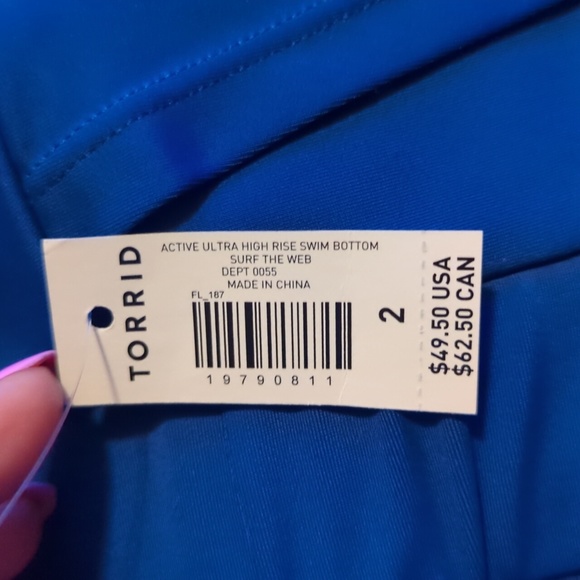 TORRID
ACTIVE ULTRA HIGH RISE SWIM BOTTOM
SURF THE WEB
DEPT 0055
MADE IN CHINA
FL_187
19790811
2
$49.50 USA
$62.50 CAN